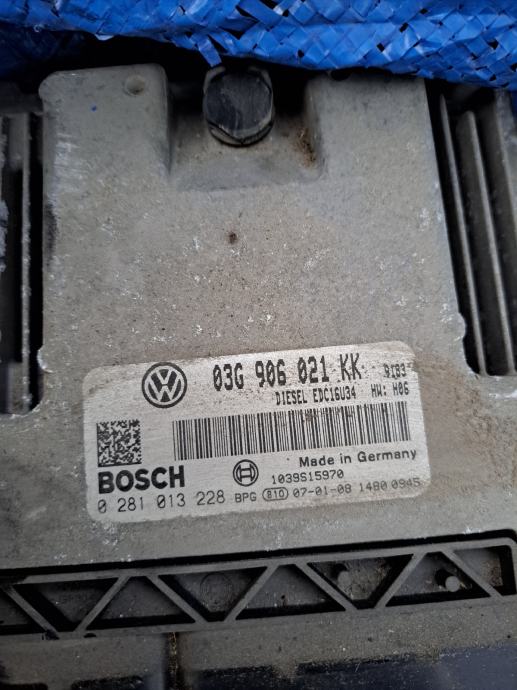 03G 906 021 KK 9183
DIESEL EDC16U34 HW: H06
BOSCH
Made in Germany
1039S15970
0 281 013 228 BPG 810 07-01-08 1480 0945